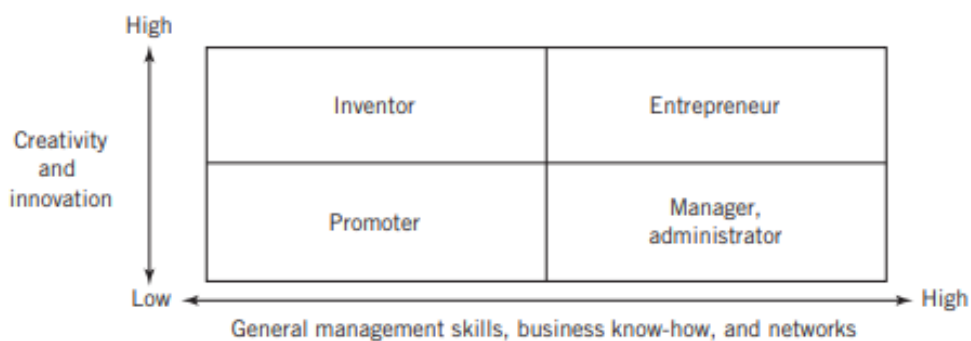 High
Inventor
Entrepreneur
Creativity
and
innovation
Promoter
Manager,
administrator
Low
High
General management skills, business know-how, and networks